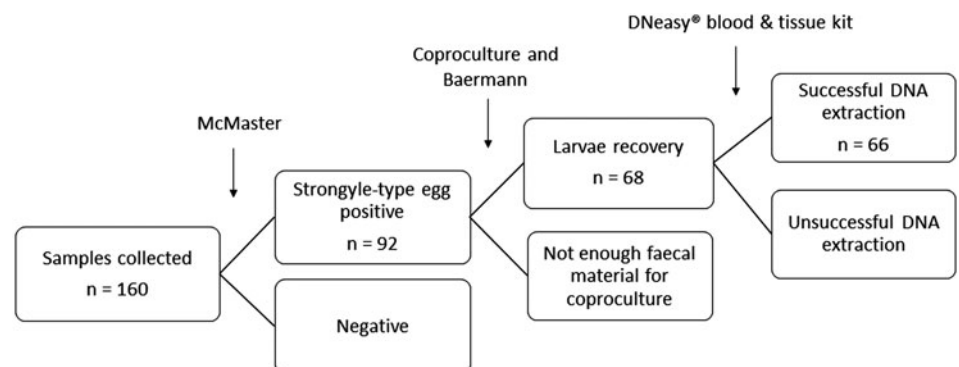 DNeasy® blood & tissue kit
Coproculture and
Baermann
McMaster
Samples collected
n = 160
Strongyle-type egg
positive
n = 92
Negative
Larvae recovery
n = 68
Not enough faecal
material for
coproculture
Successful DNA
extraction
n = 66
Unsuccessful DNA
extraction